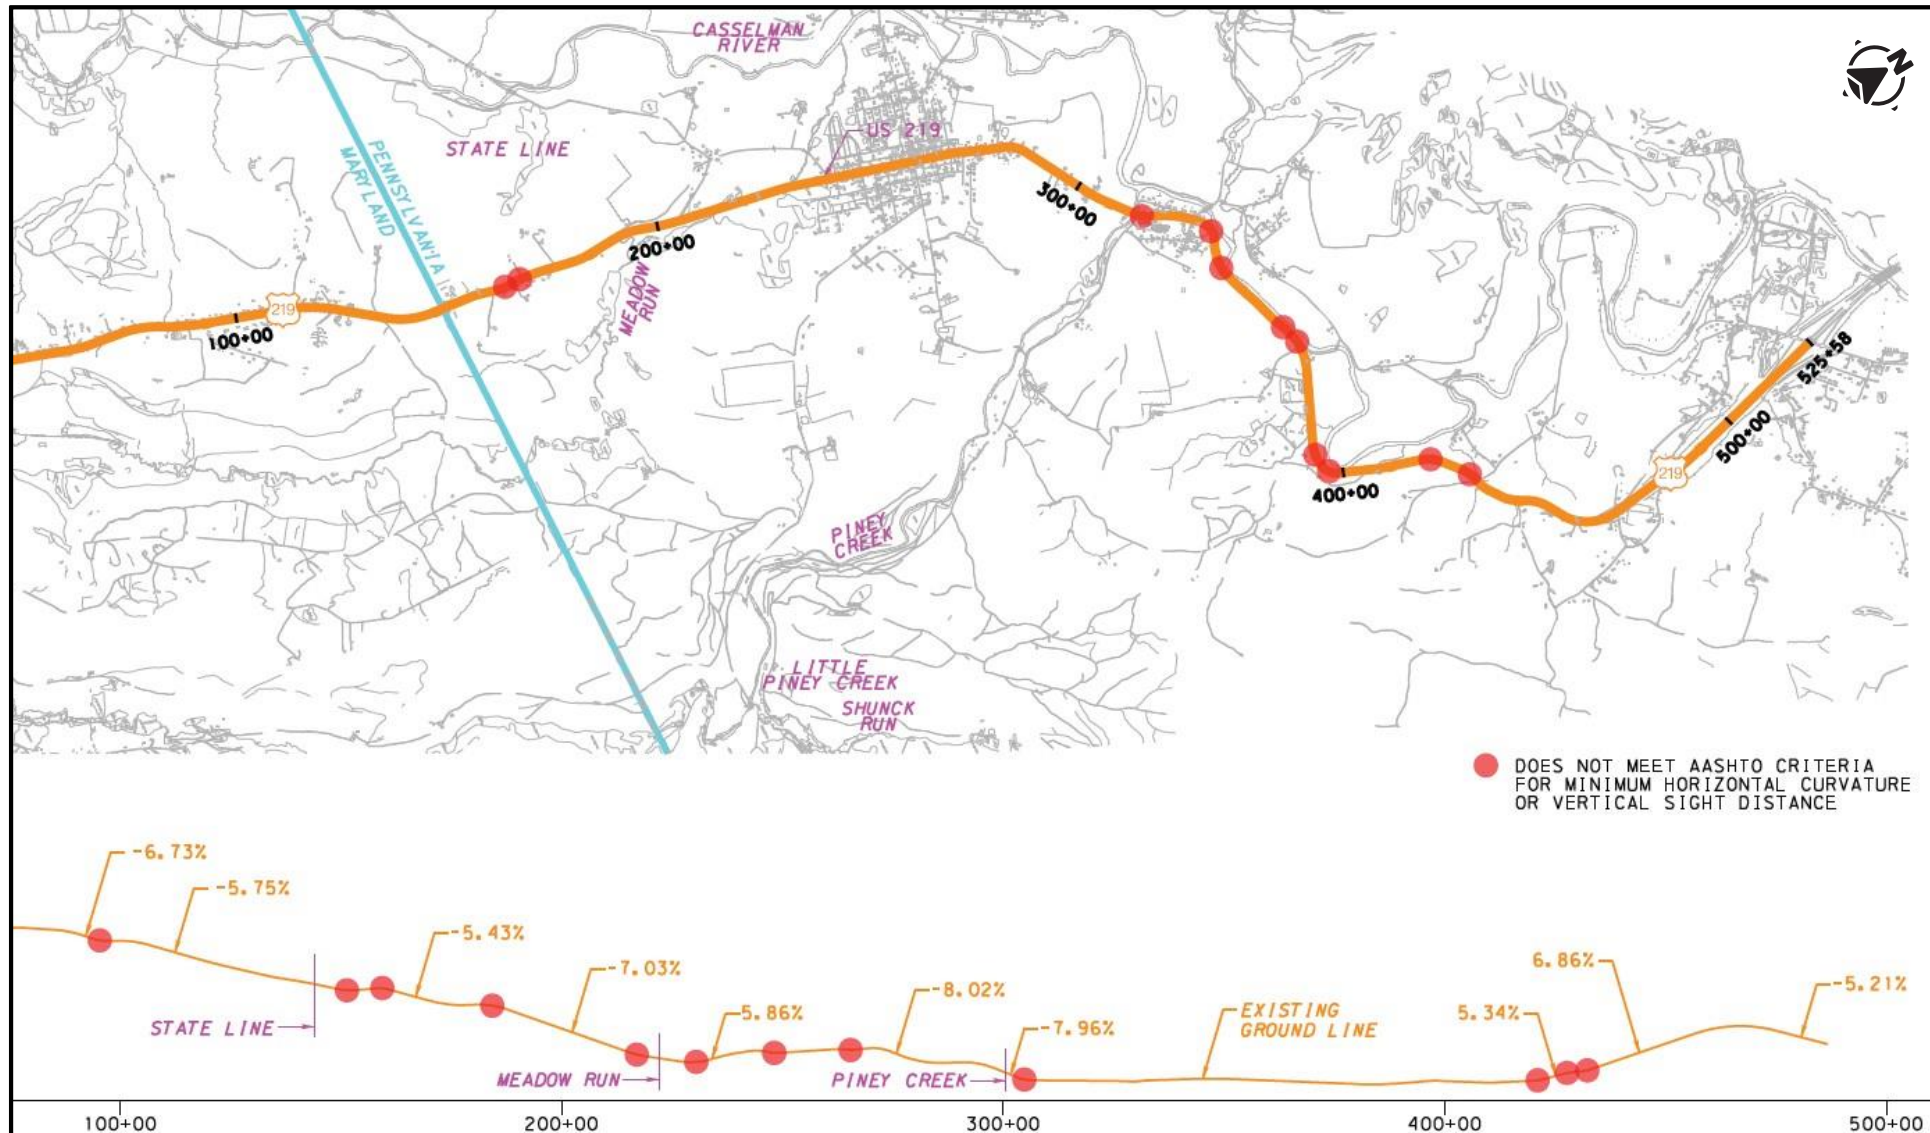 CASSELMAN
RIVER
N
US 219
STATE LINE
PENNSYLVANIA
MARYLAND
300+00
200+00
MEADOW
RUN
219
100+00
525+58
500+00
219
400+00
PINEY
CREEK
LITTLE
PINEY CREEK
SHUNCK
RUN
DOES NOT MEET AASHTO CRITERIA
FOR MINIMUM HORIZONTAL CURVATURE
OR VERTICAL SIGHT DISTANCE
-6.73%
-5.75%
-5.43%
-7.03%
5.86%
-8.02%
-7.96%
EXISTING
GROUND LINE
5.34%
6.86%
-5.21%
STATE LINE
MEADOW RUN
PINEY CREEK
100+00
200+00
300+00
400+00
500+00